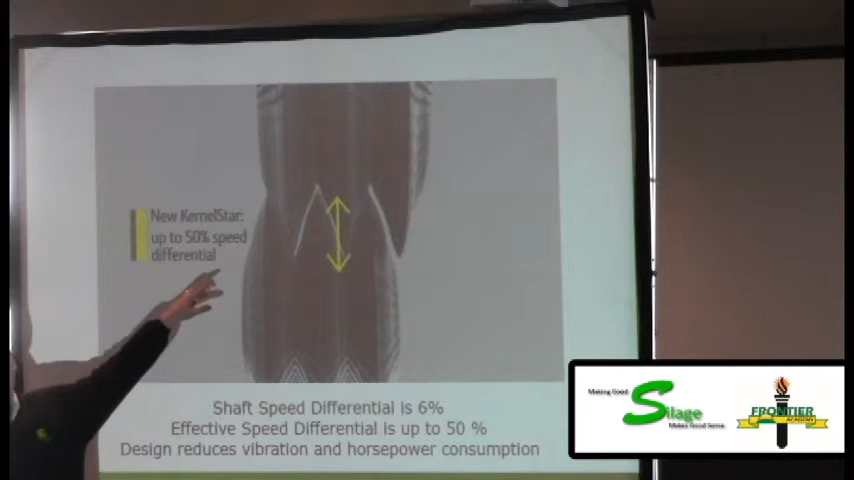 New KernelStar:
up to 50% speed
differential
Shaft Speed Differential is 6%
Effective Speed Differential is up to 50 %
Design reduces vibration and horsepower consumption
Making Good
Silage
Makes Good Sense
FRONTIER
ACADEMY